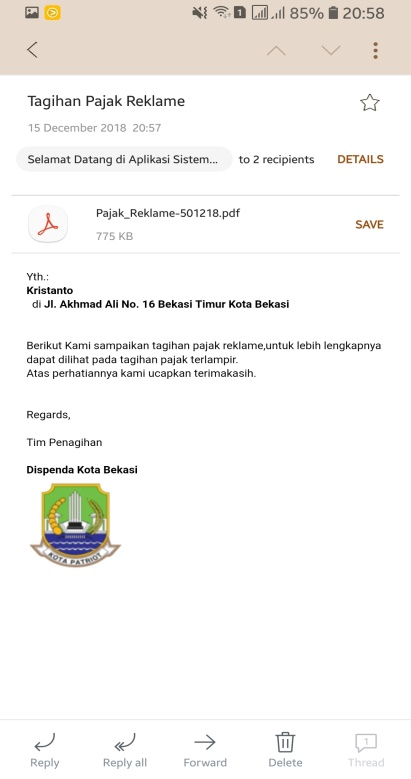 85% 20:58
Tagihan Pajak Reklame
15 December 2018 20:57
Selamat Datang di Aplikasi Sistem... to 2 recipients DETAILS
Pajak_Reklame-501218.pdf
775 KB
SAVE
Yth.:
Kristanto
di Jl. Akhmad Ali No. 16 Bekasi Timur Kota Bekasi
Berikut Kami sampaikan tagihan pajak reklame,untuk lebih lengkapnya
dapat dilihat pada tagihan pajak terlampir.
Atas perhatiannya kami ucapkan terimakasih.
Regards,
Tim Penagihan
Dispenda Kota Bekasi
KOTA PATRIOT
Reply Reply all Forward Delete Thread